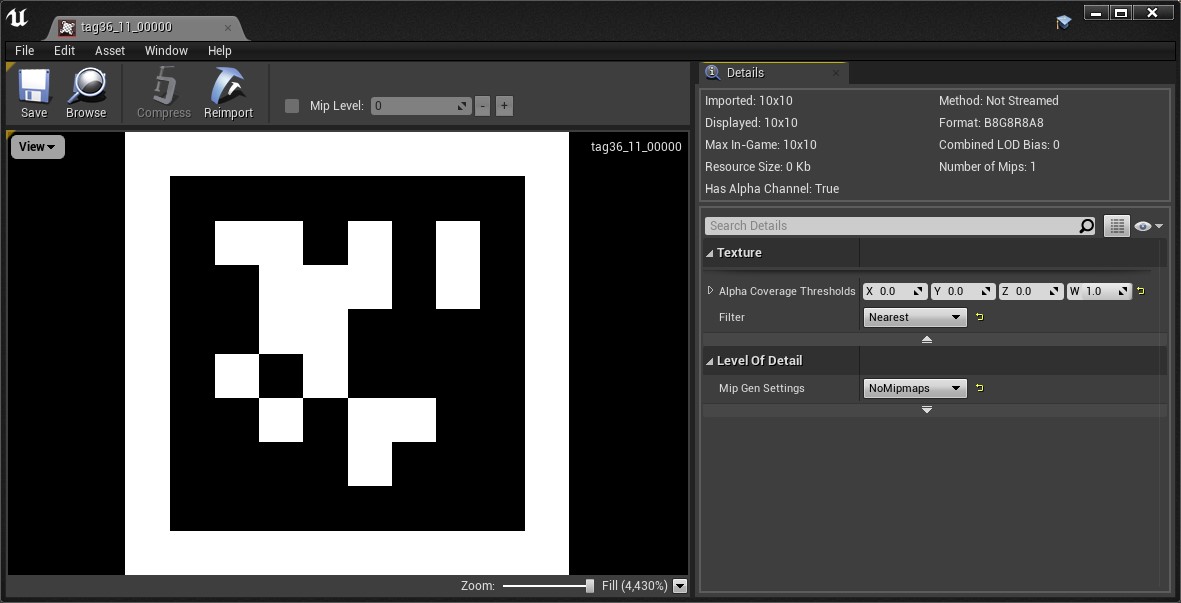 tag36_11_00000
File Edit Asset Window Help
Save Browse Compress Reimport Mip Level: 0 - +
View
tag36_11_00000
Zoom: Fill (4,430%)
Details
Imported: 10x10 Method: Not Streamed
Displayed: 10x10 Format: B8G8R8A8
Max In-Game: 10x10 Combined LOD Bias: 0
Resource Size: 0 Kb Number of Mips: 1
Has Alpha Channel: True
Search Details
Texture
Alpha Coverage Thresholds X 0.0 Y 0.0 Z 0.0 W 1.0
Filter Nearest
Level Of Detail
Mip Gen Settings NoMipmaps